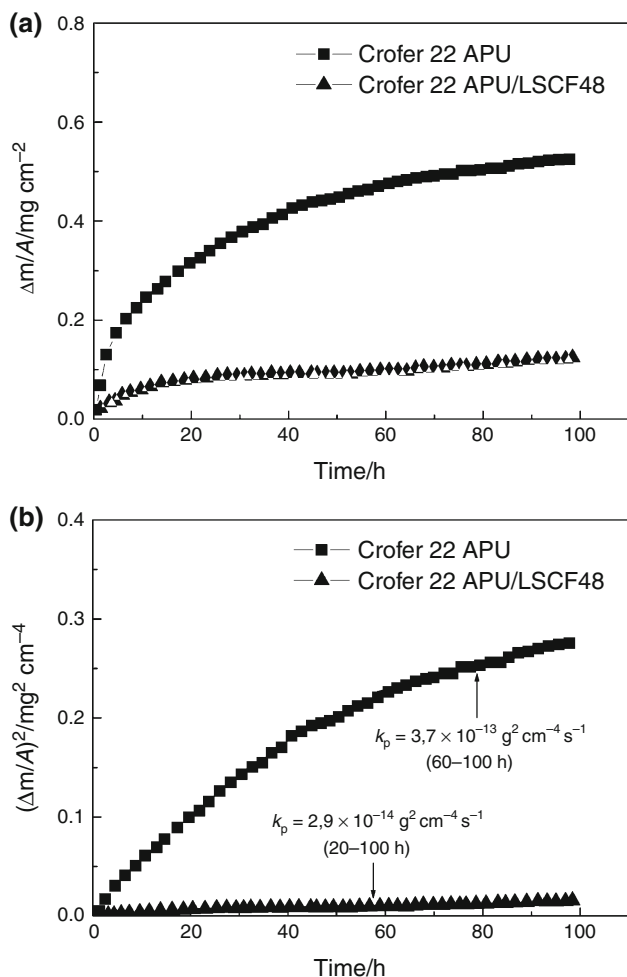 (a)
0.8
0.6
0.4
0.2
0.0
Δm/A/mg cm⁻²
Crofer 22 APU
Crofer 22 APU/LSCF48
0 20 40 60 80 100
Time/h
(b)
0.4
0.3
0.2
0.1
0.0
(Δm/A)²/mg² cm⁻⁴
Crofer 22 APU
Crofer 22 APU/LSCF48
kₚ = 3,7 × 10⁻¹³ g² cm⁻⁴ s⁻¹
(60–100 h)
kₚ = 2,9 × 10⁻¹⁴ g² cm⁻⁴ s⁻¹
(20–100 h)
0 20 40 60 80 100
Time/h